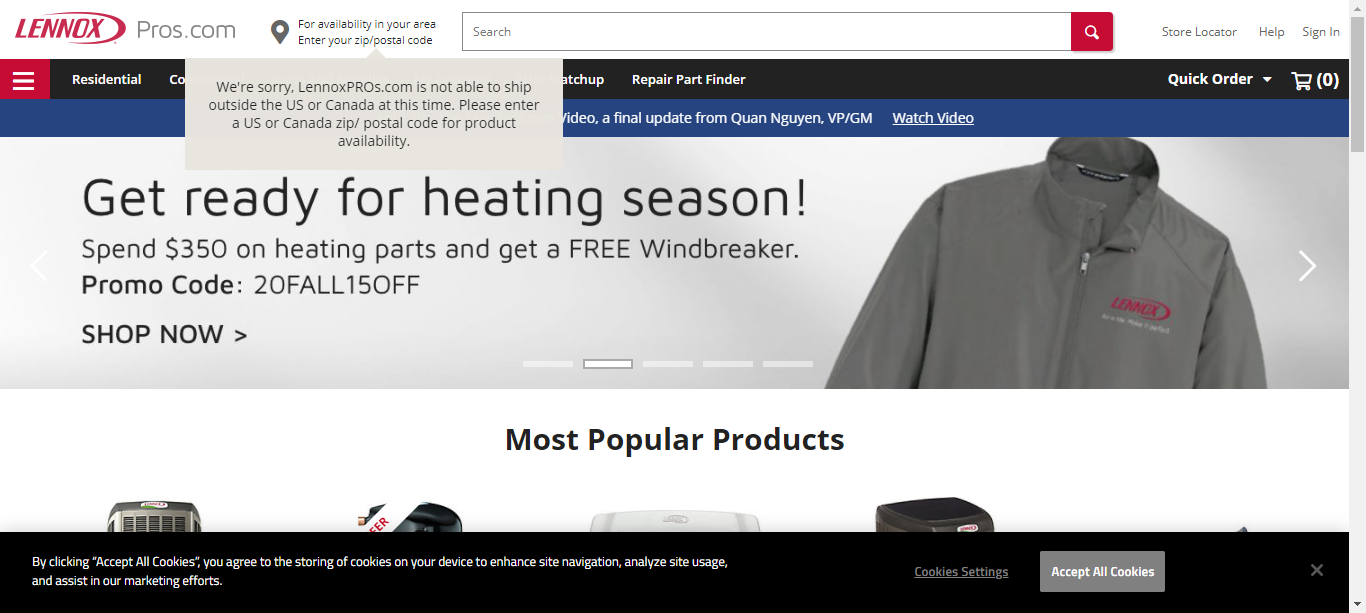 LENNOX Pros.com
For availability in your area
Enter your zip/postal code
Search
Store Locator
Help
Sign In
Residential
Repair Part Finder
Quick Order
(0)
We're sorry, LennoxPROs.com is not able to ship
outside the US or Canada at this time. Please enter
a US or Canada zip/ postal code for product
availability.
Video, a final update from Quan Nguyen, VP/GM
Watch Video
Get ready for heating season!
Spend $350 on heating parts and get a FREE Windbreaker.
Promo Code: 20FALL15OFF
SHOP NOW >
LENNOX
Most Popular Products
By clicking “Accept All Cookies”, you agree to the storing of cookies on your device to enhance site navigation, analyze site usage,
and assist in our marketing efforts.
Cookies Settings
Accept All Cookies